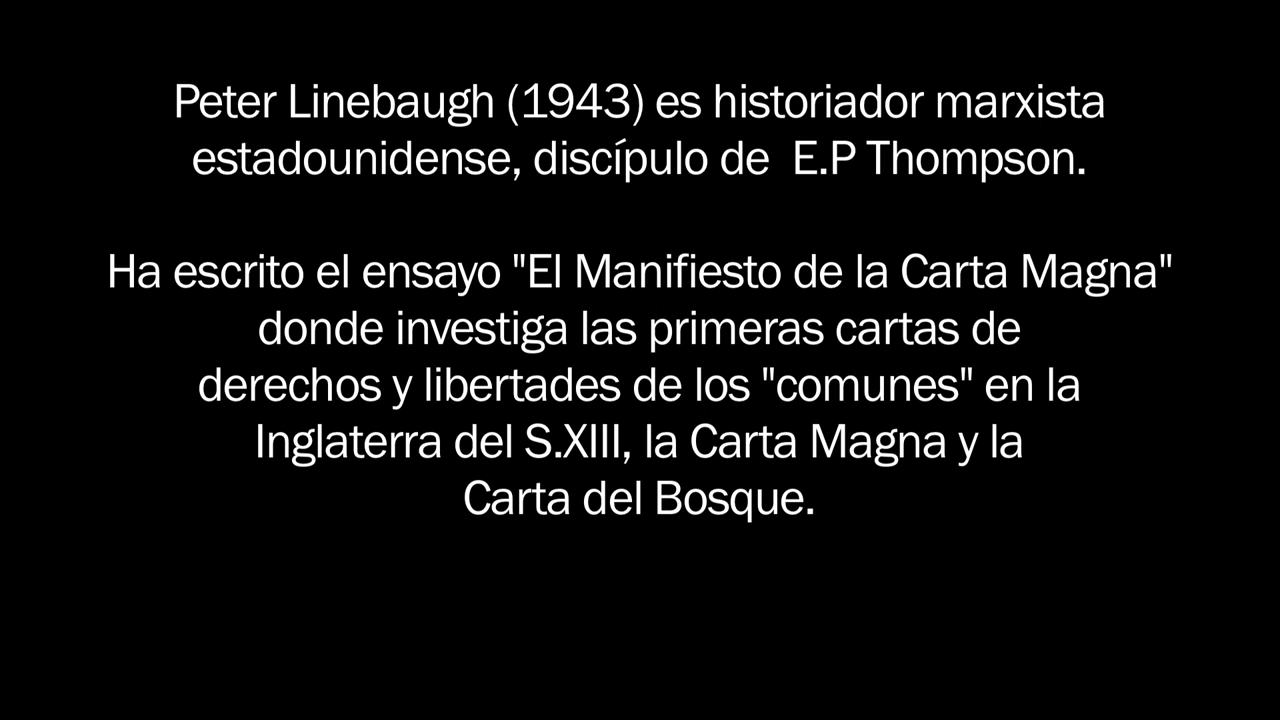 Peter Linebaugh (1943) es historiador marxista
estadounidense, discípulo de  E.P Thompson.
Ha escrito el ensayo "El Manifiesto de la Carta Magna"
donde investiga las primeras cartas de
derechos y libertades de los "comunes" en la
Inglaterra del S.XIII, la Carta Magna y la
Carta del Bosque.